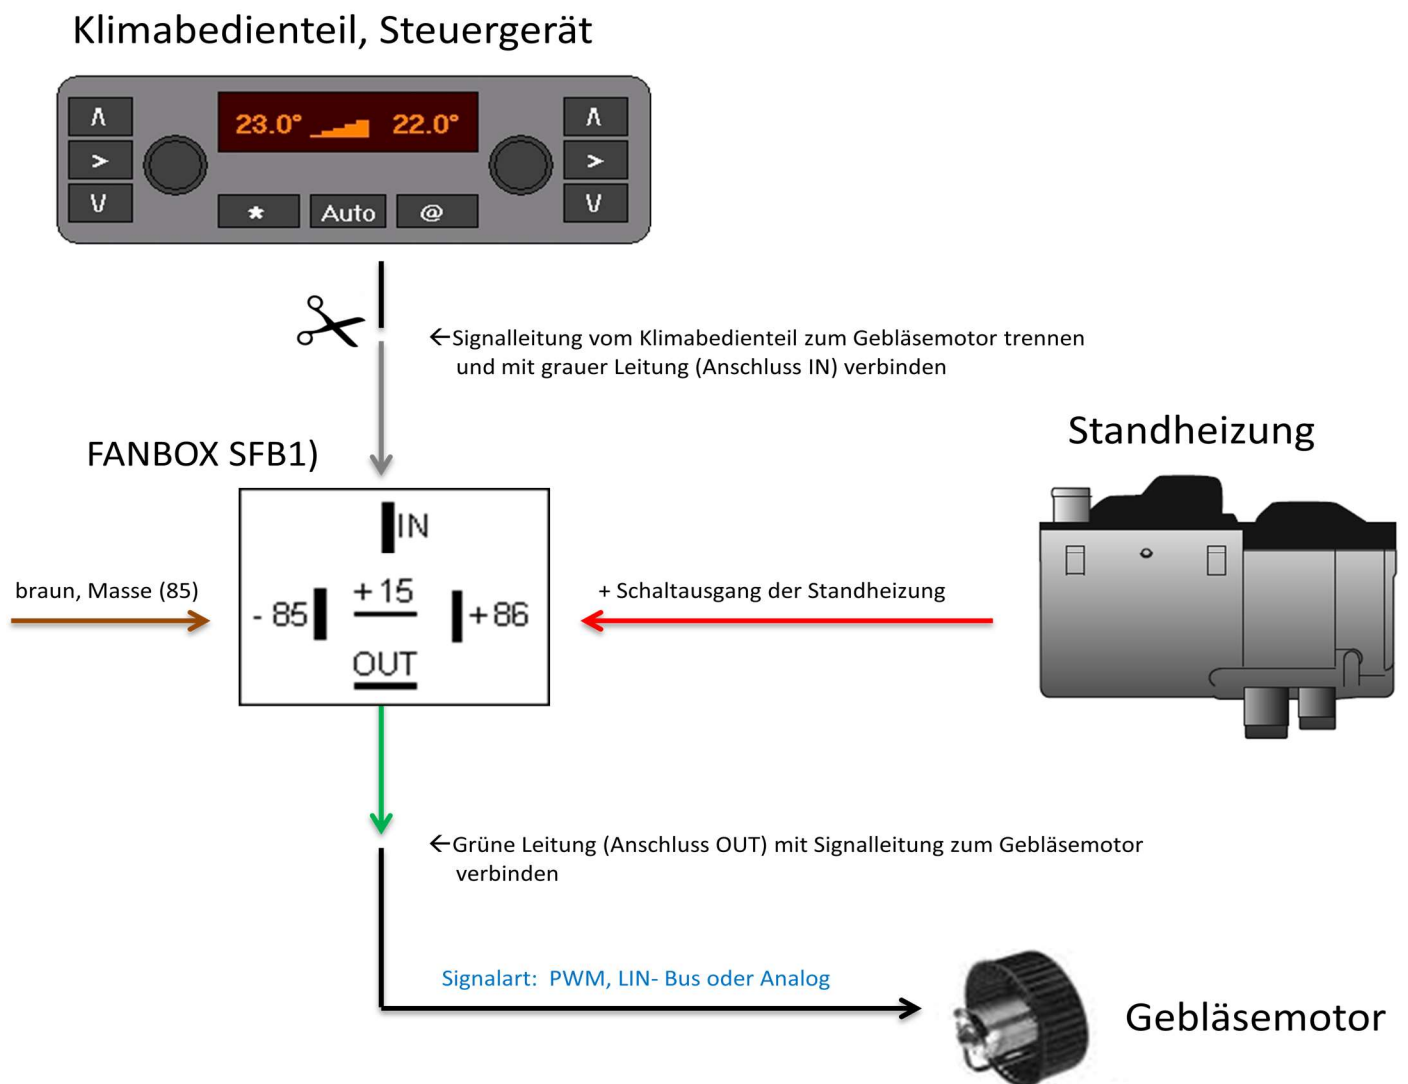 Klimabedienteil, Steuergerät
23.0° 22.0°
* Auto @
←Signalleitung vom Klimabedienteil zum Gebläsemotor trennen
und mit grauer Leitung (Anschluss IN) verbinden
Standheizung
FANBOX SFB1)
IN
braun, Masse (85)
- 85 +15 +86
+ Schaltausgang der Standheizung
OUT
←Grüne Leitung (Anschluss OUT) mit Signalleitung zum Gebläsemotor
verbinden
Signalart: PWM, LIN- Bus oder Analog
Gebläsemotor